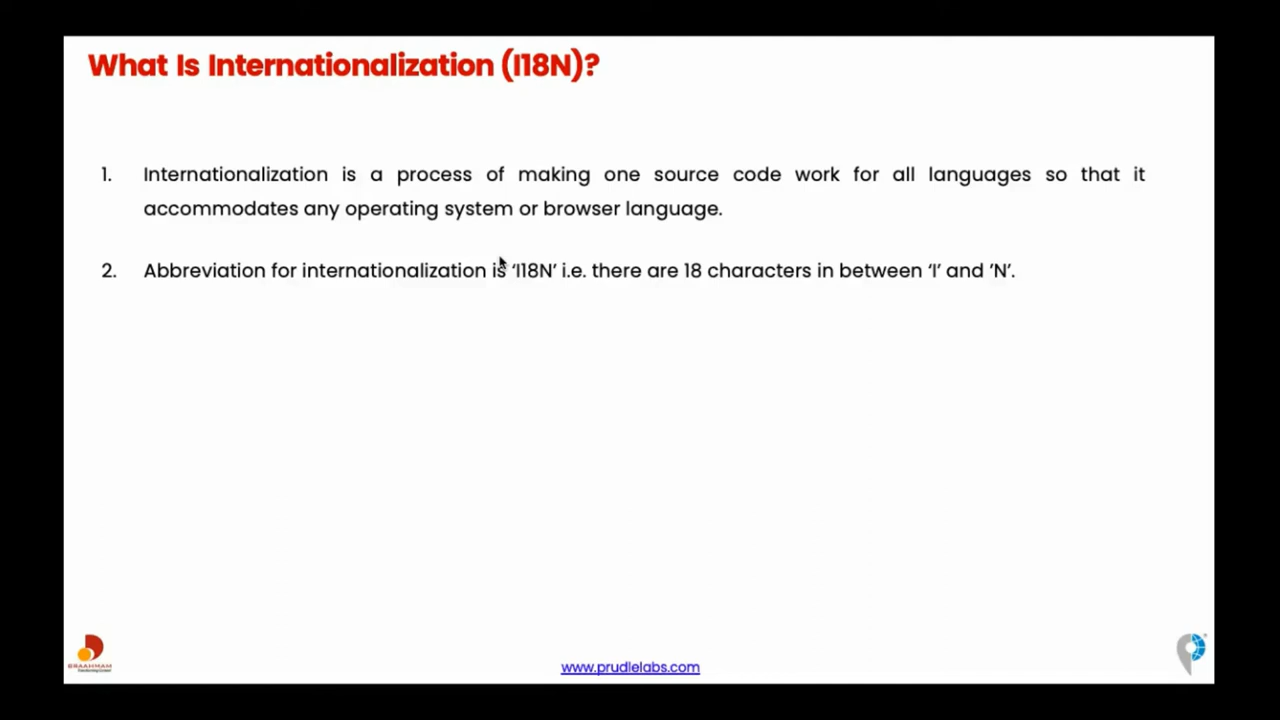 What Is Internationalization (I18N)?
1. Internationalization is a process of making one source code work for all languages so that it
accommodates any operating system or browser language.
2. Abbreviation for internationalization is ‘I18N’ i.e. there are 18 characters in between ‘I’ and ’N’.
BRAAHMAM
www.prudlelabs.com